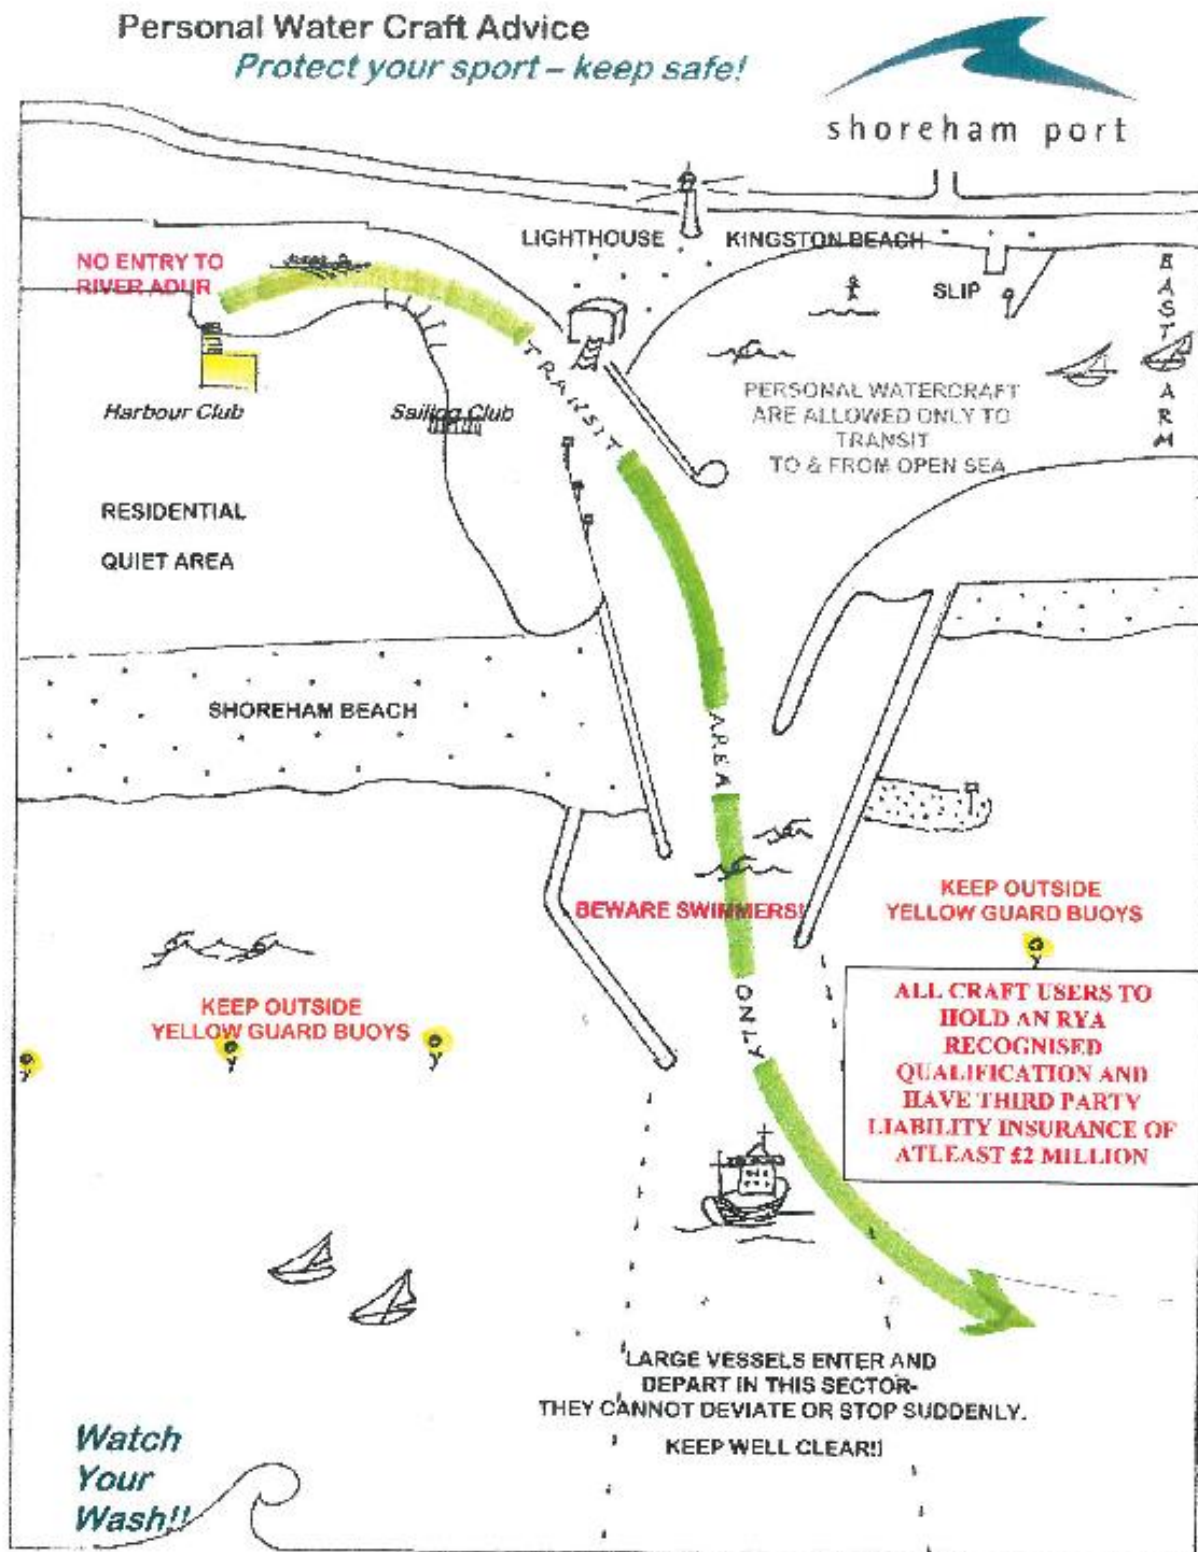 Personal Water Craft Advice
Protect your sport – keep safe!
shoreham port
LIGHTHOUSE
KINGSTON BEACH
NO ENTRY TO
RIVER ADUR
SLIP
EAST ARM
Harbour Club
Sailing Club
TRANSIT
PERSONAL WATERCRAFT
ARE ALLOWED ONLY TO
TRANSIT
TO & FROM OPEN SEA
RESIDENTIAL
QUIET AREA
SHOREHAM BEACH
AREA
BEWARE SWIMMERS!
KEEP OUTSIDE
YELLOW GUARD BUOYS
KEEP OUTSIDE
YELLOW GUARD BUOYS
ONLY
ALL CRAFT USERS TO
HOLD AN RYA
RECOGNISED
QUALIFICATION AND
HAVE THIRD PARTY
LIABILITY INSURANCE OF
ATLEAST £2 MILLION
LARGE VESSELS ENTER AND
DEPART IN THIS SECTOR-
THEY CANNOT DEVIATE OR STOP SUDDENLY.
KEEP WELL CLEAR!!
Watch
Your
Wash!!